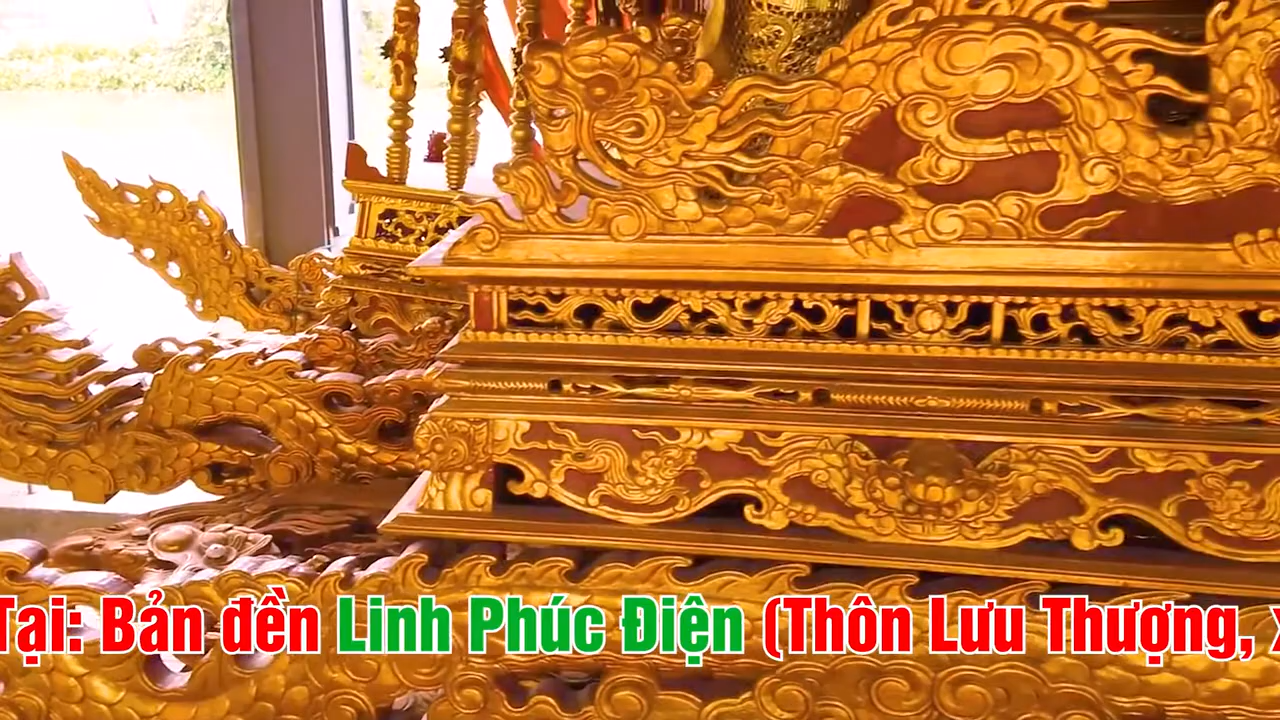 Tại: Bản đền Linh Phúc Điện (Thôn Lưu Thượng,